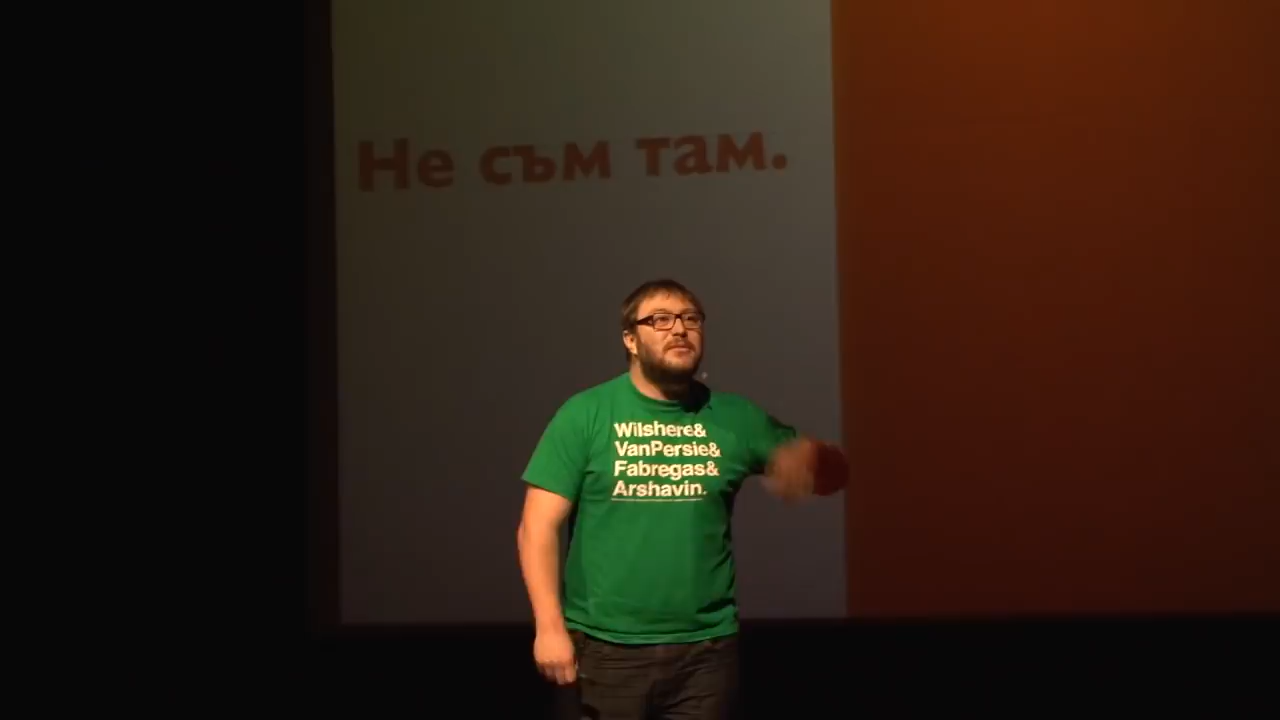 Не съм там.
Wilshere&
VanPersie&
Fabregas&
Arshavin.